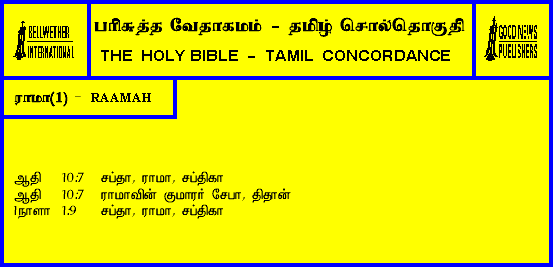 BELLWETHER
INTERNATIONAL
பரிசுத்த வேதாகமம் - தமிழ் சொல்தொகுதி
THE HOLY BIBLE - TAMIL CONCORDANCE
GOOD NEWS
PUBLISHERS
ராமா(1) - RAAMAH
ஆதி 10:7 சப்தா, ராமா, சப்திகா
ஆதி 10:7 ராமாவின் குமாரர் சேபா, திதான்
1நாளா 1:9 சப்தா, ராமா, சப்திகா